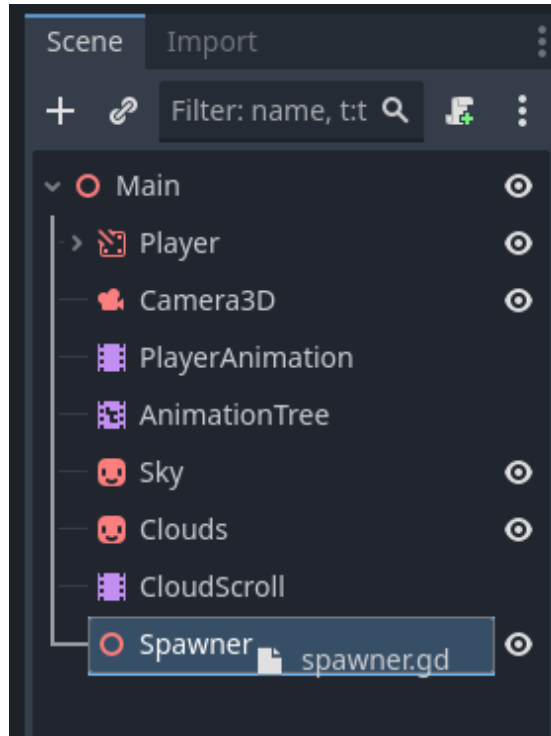 Scene Import
Filter: name, t:t
Main
Player
Camera3D
PlayerAnimation
AnimationTree
Sky
Clouds
CloudScroll
Spawner
spawner.gd